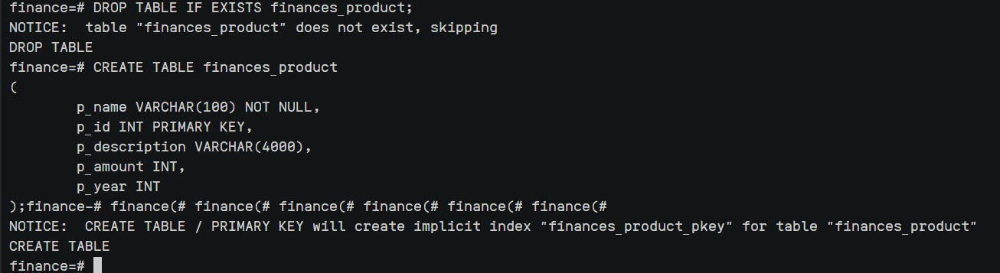 finance=# DROP TABLE IF EXISTS finances_product;
NOTICE:  table "finances_product" does not exist, skipping
DROP TABLE
finance=# CREATE TABLE finances_product
(
        p_name VARCHAR(100) NOT NULL,
        p_id INT PRIMARY KEY,
        p_description VARCHAR(4000),
        p_amount INT,
        p_year INT
);finance-# finance(# finance(# finance(# finance(# finance(# finance(#
NOTICE:  CREATE TABLE / PRIMARY KEY will create implicit index "finances_product_pkey" for table "finances_product"
CREATE TABLE
finance=#